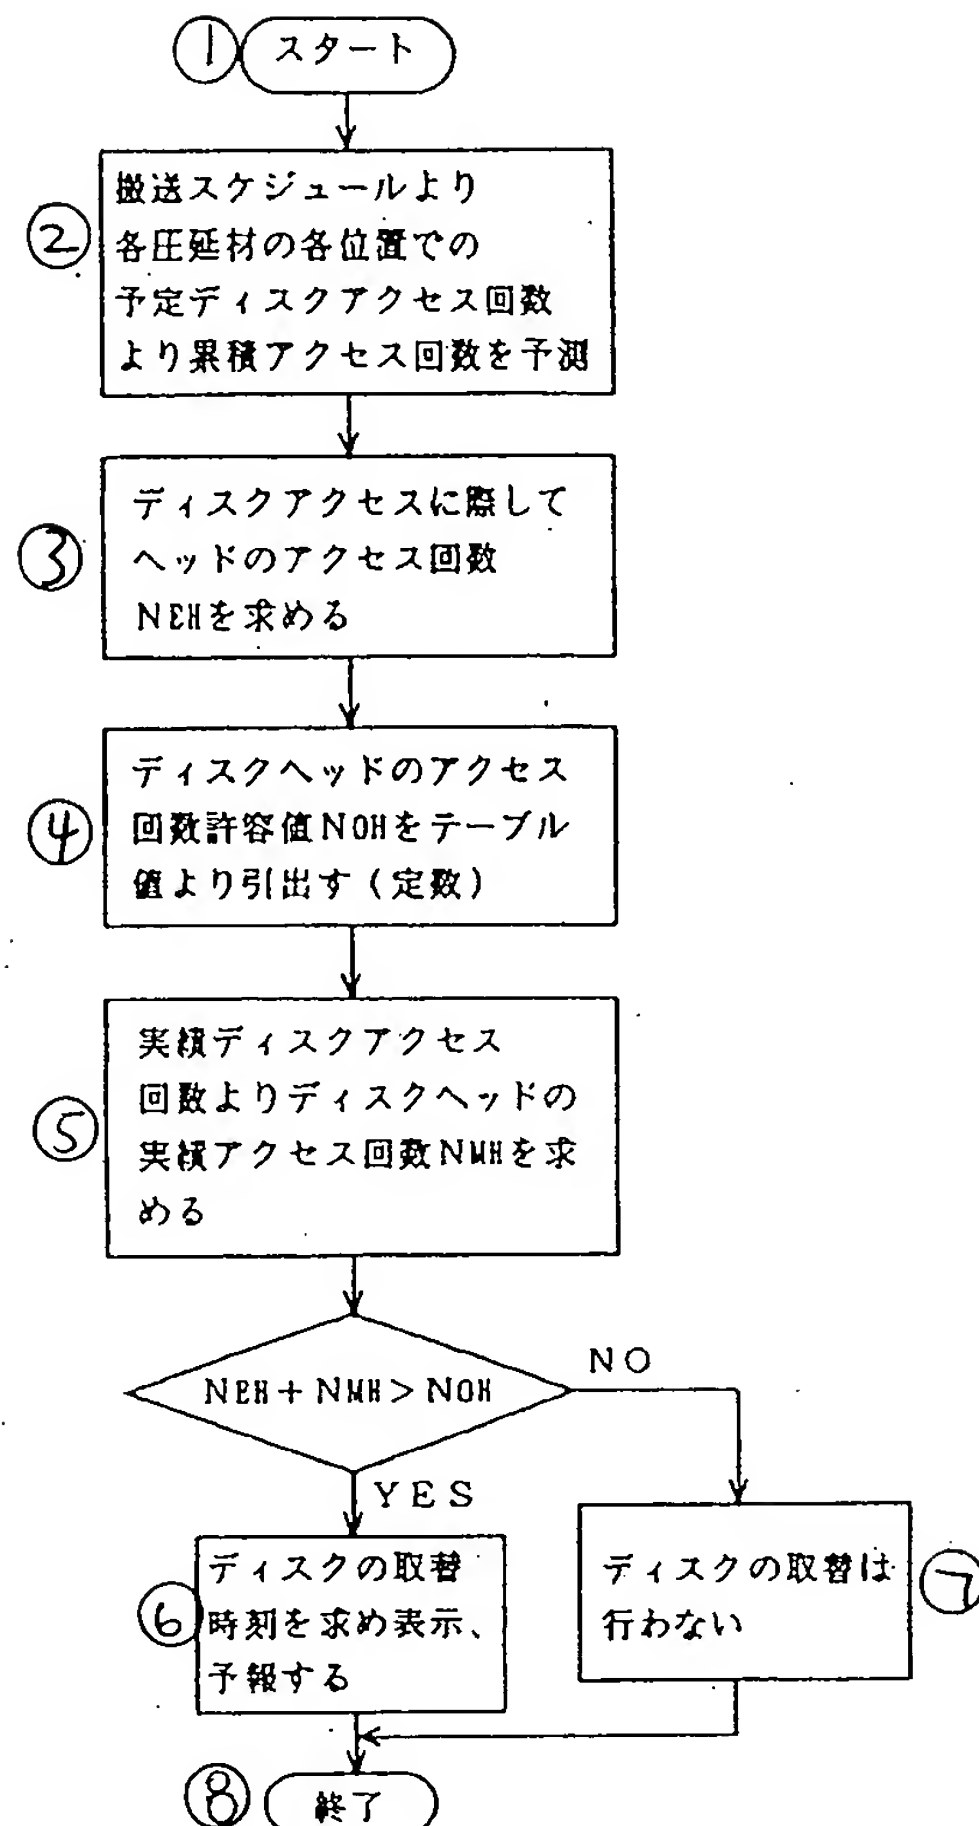 ① スタート
②
搬送スケジュールより
各圧延材の各位置での
予定ディスクアクセス回数
より累積アクセス回数を予測
③
ディスクアクセスに際して
ヘッドのアクセス回数
NEHを求める
④
ディスクヘッドのアクセス
回数許容値NOHをテーブル
値より引出す(定数)
⑤
実績ディスクアクセス
回数よりディスクヘッドの
実績アクセス回数NMHを求
める
NEH+NMH>NOH
NO
YES
⑥
ディスクの取替
時刻を求め表示、
予報する
ディスクの取替は
行わない
⑦
⑧ 終了